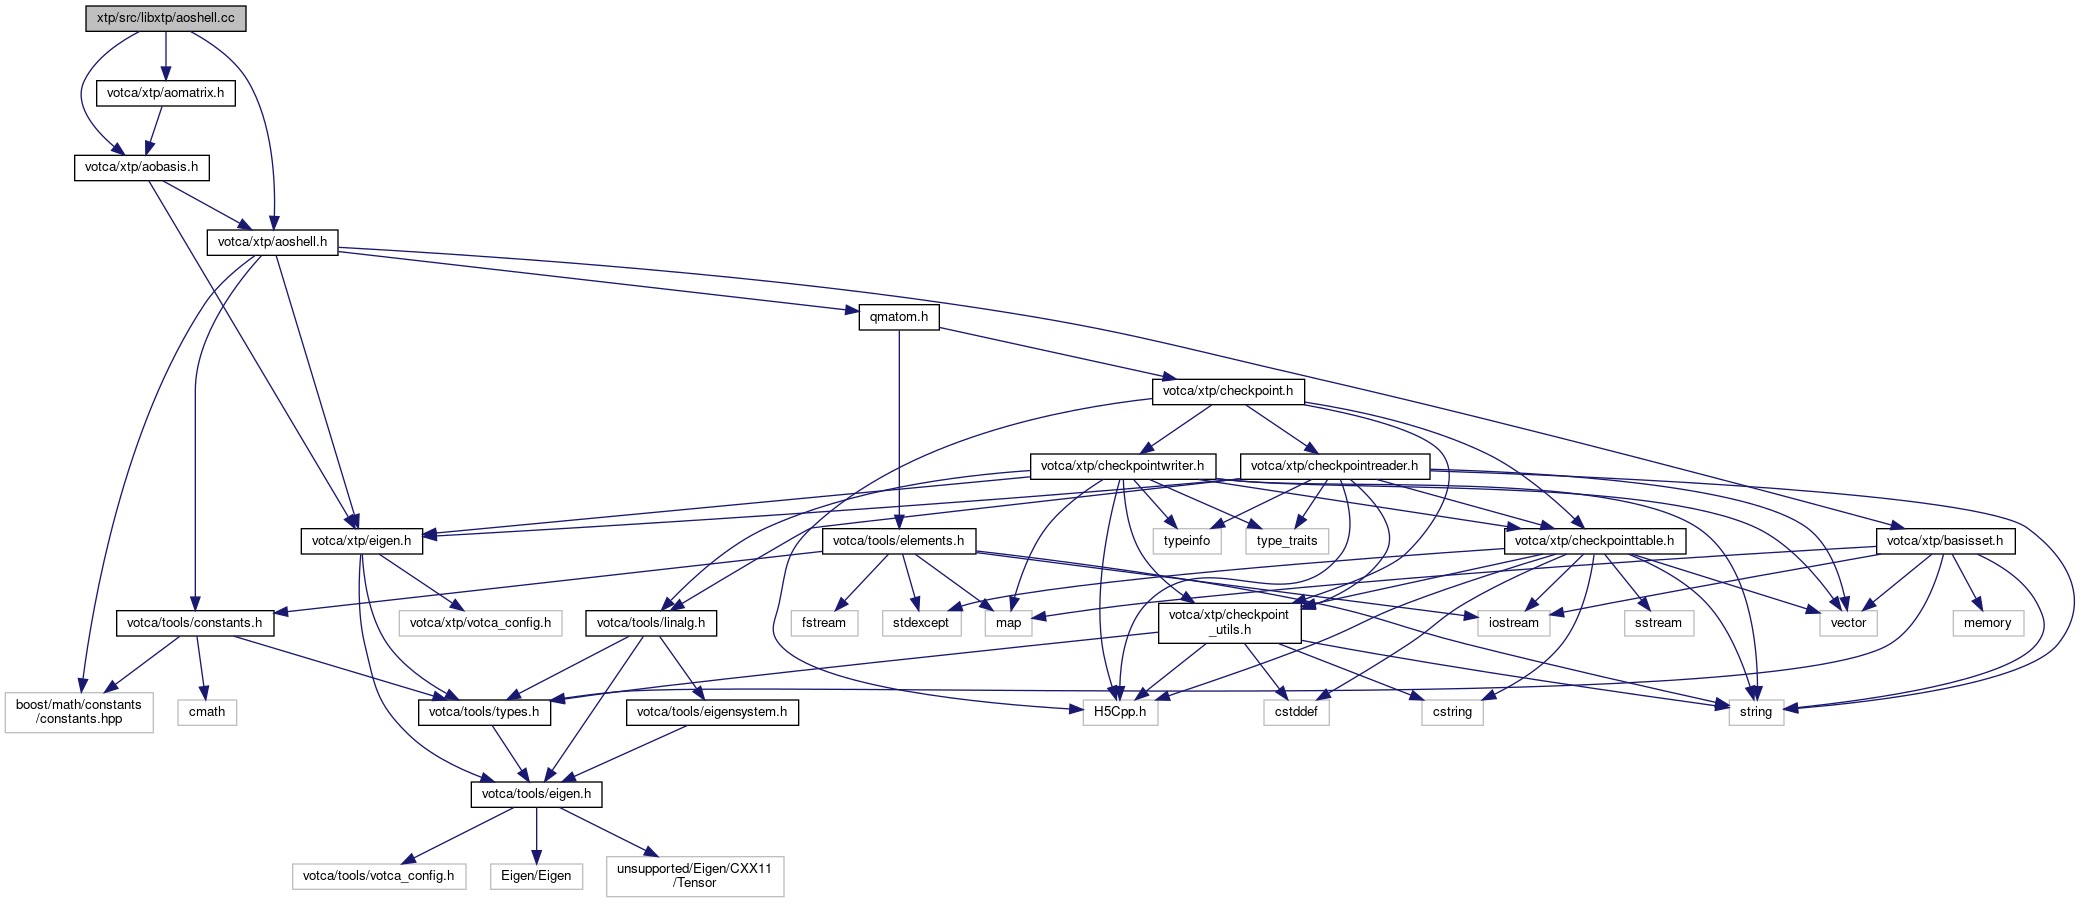 xtp/src/libxtp/aoshell.cc
votca/xtp/aomatrix.h
votca/xtp/aobasis.h
votca/xtp/aoshell.h
qmatom.h
votca/xtp/checkpoint.h
votca/xtp/checkpointwriter.h
votca/xtp/checkpointreader.h
votca/xtp/eigen.h
votca/tools/elements.h
typeinfo
type_traits
votca/xtp/checkpointtable.h
votca/xtp/basisset.h
votca/tools/constants.h
votca/xtp/votca_config.h
votca/tools/linalg.h
fstream
stdexcept
map
votca/xtp/checkpoint
_utils.h
iostream
sstream
vector
memory
boost/math/constants
/constants.hpp
cmath
votca/tools/types.h
votca/tools/eigensystem.h
H5Cpp.h
cstddef
cstring
string
votca/tools/eigen.h
votca/tools/votca_config.h
Eigen/Eigen
unsupported/Eigen/CXX11
/Tensor